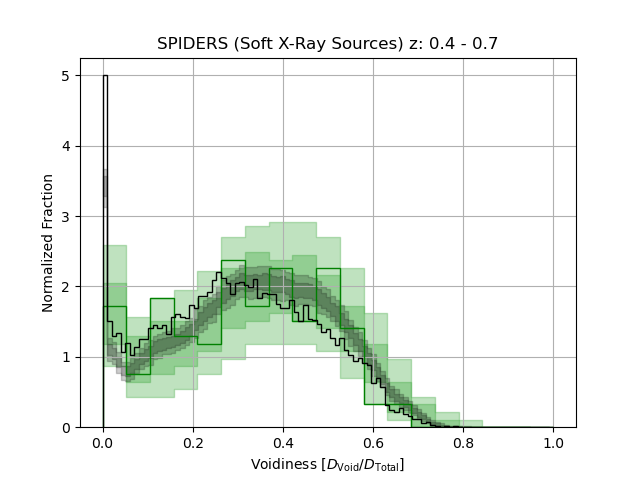 SPIDERS (Soft X-Ray Sources) z: 0.4 - 0.7
5
4
3
2
1
0
Normalized Fraction
0.0 0.2 0.4 0.6 0.8 1.0
Voidiness [D_Void/D_Total]